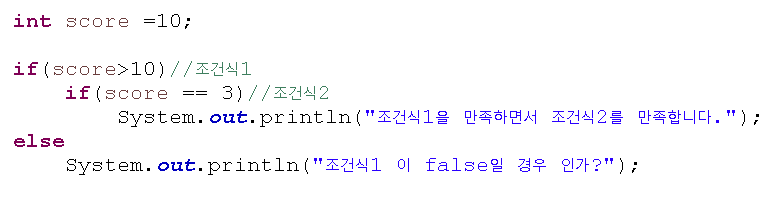 int score =10;
if(score>10)//조건식1
if(score == 3)//조건식2
System.out.println("조건식1을 만족하면서 조건식2를 만족합니다.");
else
System.out.println("조건식1 이 false일 경우 인가?");